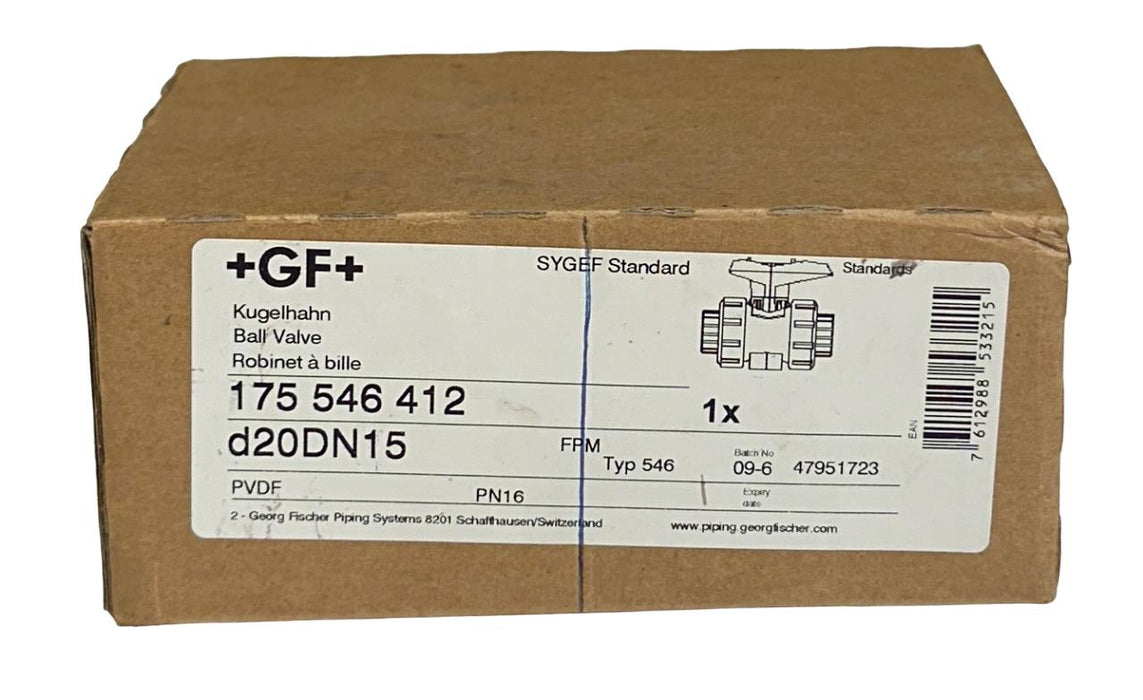 +GF+
SYGEF Standard
Standards
Kugelhahn
Ball Valve
Robinet à bille
175 546 412
1x
d20DN15
FPM
Typ 546
Batch No
09-6 47951723
PVDF
PN16
Expiry
date
2 - Georg Fischer Piping Systems 8201 Schaffhausen/Switzerland
www.piping.georgfischer.com
EAN
7 612988 533215